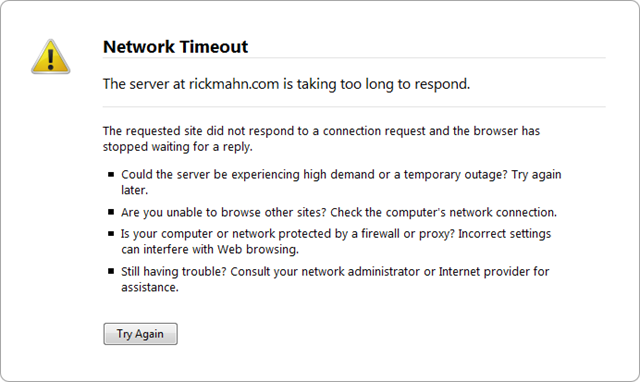 Network Timeout
The server at rickmahn.com is taking too long to respond.
The requested site did not respond to a connection request and the browser has
stopped waiting for a reply.
Could the server be experiencing high demand or a temporary outage? Try again
later.
Are you unable to browse other sites? Check the computer's network connection.
Is your computer or network protected by a firewall or proxy? Incorrect settings
can interfere with Web browsing.
Still having trouble? Consult your network administrator or Internet provider for
assistance.
Try Again